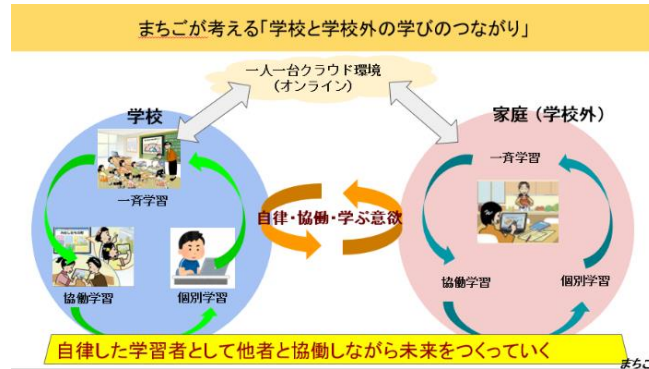 まちごが考える「学校と学校外の学びのつながり」
一人一台クラウド環境
（オンライン）
学校
家庭（学校外）
一斉学習
協働学習
個別学習
自律・協働・学ぶ意欲
一斉学習
協働学習
個別学習
自律した学習者として他者と協働しながら未来をつくっていく
まちご